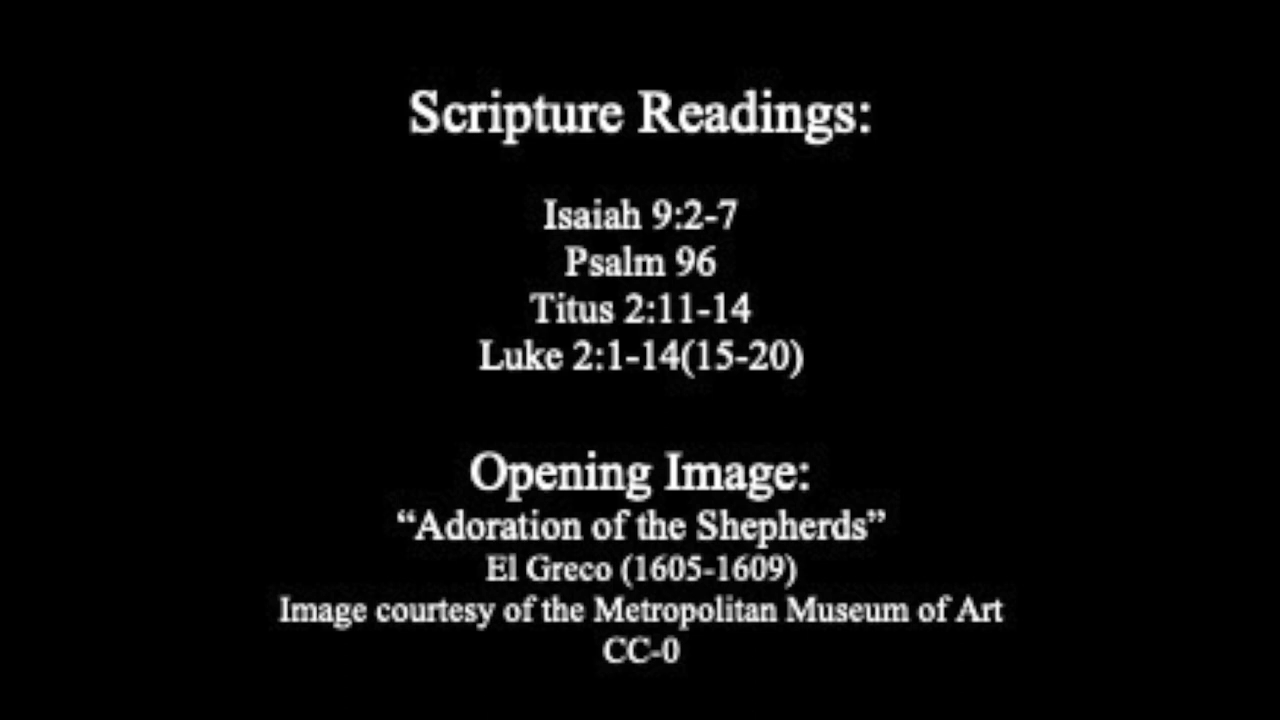 Scripture Readings:
Isaiah 9:2-7
Psalm 96
Titus 2:11-14
Luke 2:1-14(15-20)
Opening Image:
“Adoration of the Shepherds”
El Greco (1605-1609)
Image courtesy of the Metropolitan Museum of Art
CC-0